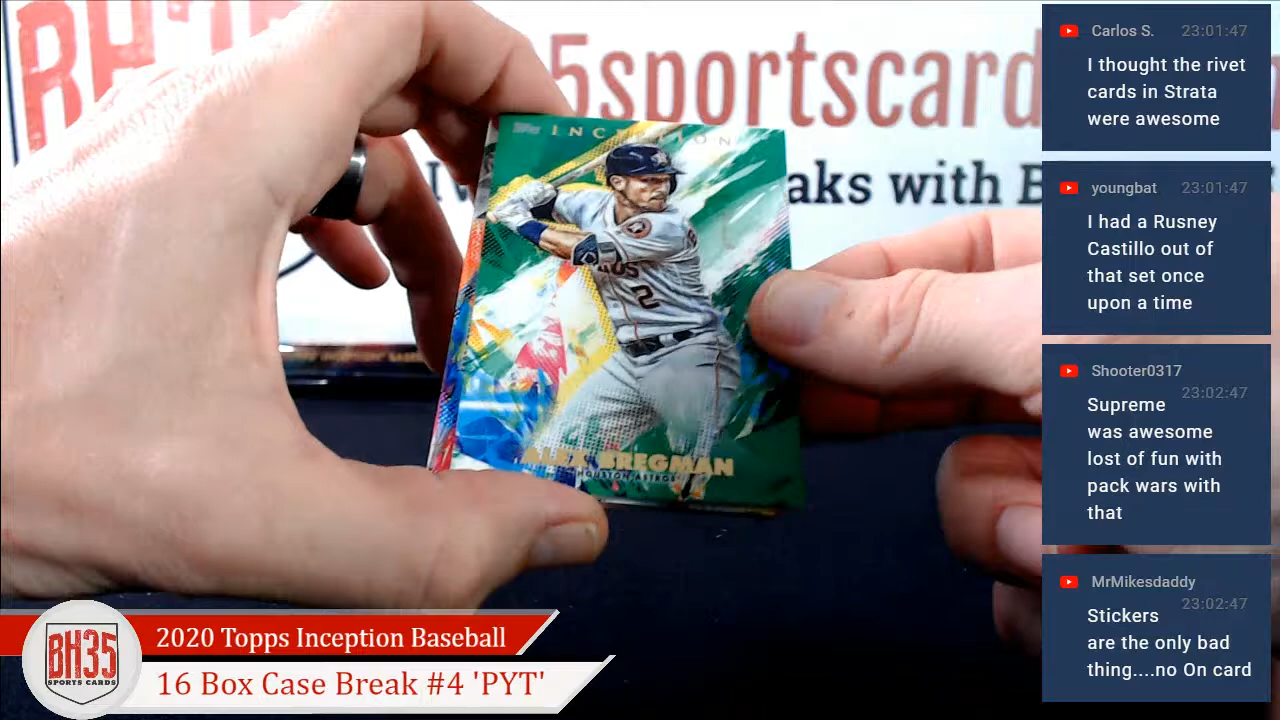 BH35
5sportscard
aks with B
INCEPTION
2
ALEX BREGMAN
HOUSTON ASTROS
Carlos S. 23:01:47
I thought the rivet
cards in Strata
were awesome
youngbat 23:01:47
I had a Rusney
Castillo out of
that set once
upon a time
Shooter0317
23:02:47
Supreme
was awesome
lost of fun with
pack wars with
that
MrMikesdaddy
23:02:47
Stickers
are the only bad
thing....no On card
BH35
SPORTS CARDS
2020 Topps Inception Baseball
16 Box Case Break #4 'PYT'